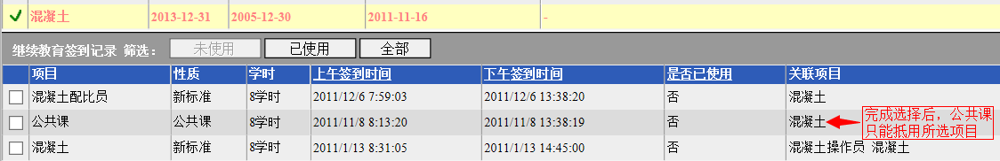 混凝土 2013-12-31 2005-12-30 2011-11-16 -
继续教育签到记录 筛选： 未使用 已使用 全部
项目 性质 学时 上午签到时间 下午签到时间 是否已使用 关联项目
混凝土配比员 新标准 8学时 2011/12/6 7:59:03 2011/12/6 13:38:20 否 混凝土
公共课 公共课 8学时 2011/11/8 8:13:20 2011/11/8 13:38:19 否 混凝土
完成选择后，公共课
只能抵用所选项目
混凝土 新标准 8学时 2011/1/13 8:31:05 2011/1/13 14:45:00 否 混凝土操作员 混凝土